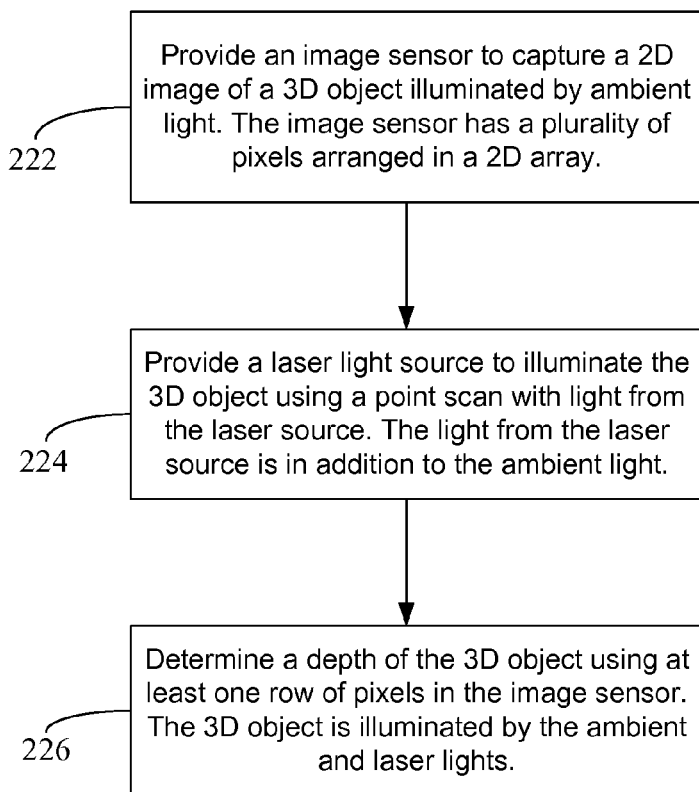 Provide an image sensor to capture a 2D
image of a 3D object illuminated by ambient
light. The image sensor has a plurality of
pixels arranged in a 2D array.
222
Provide a laser light source to illuminate the
3D object using a point scan with light from
the laser source. The light from the laser
source is in addition to the ambient light.
224
Determine a depth of the 3D object using at
least one row of pixels in the image sensor.
The 3D object is illuminated by the ambient
and laser lights.
226